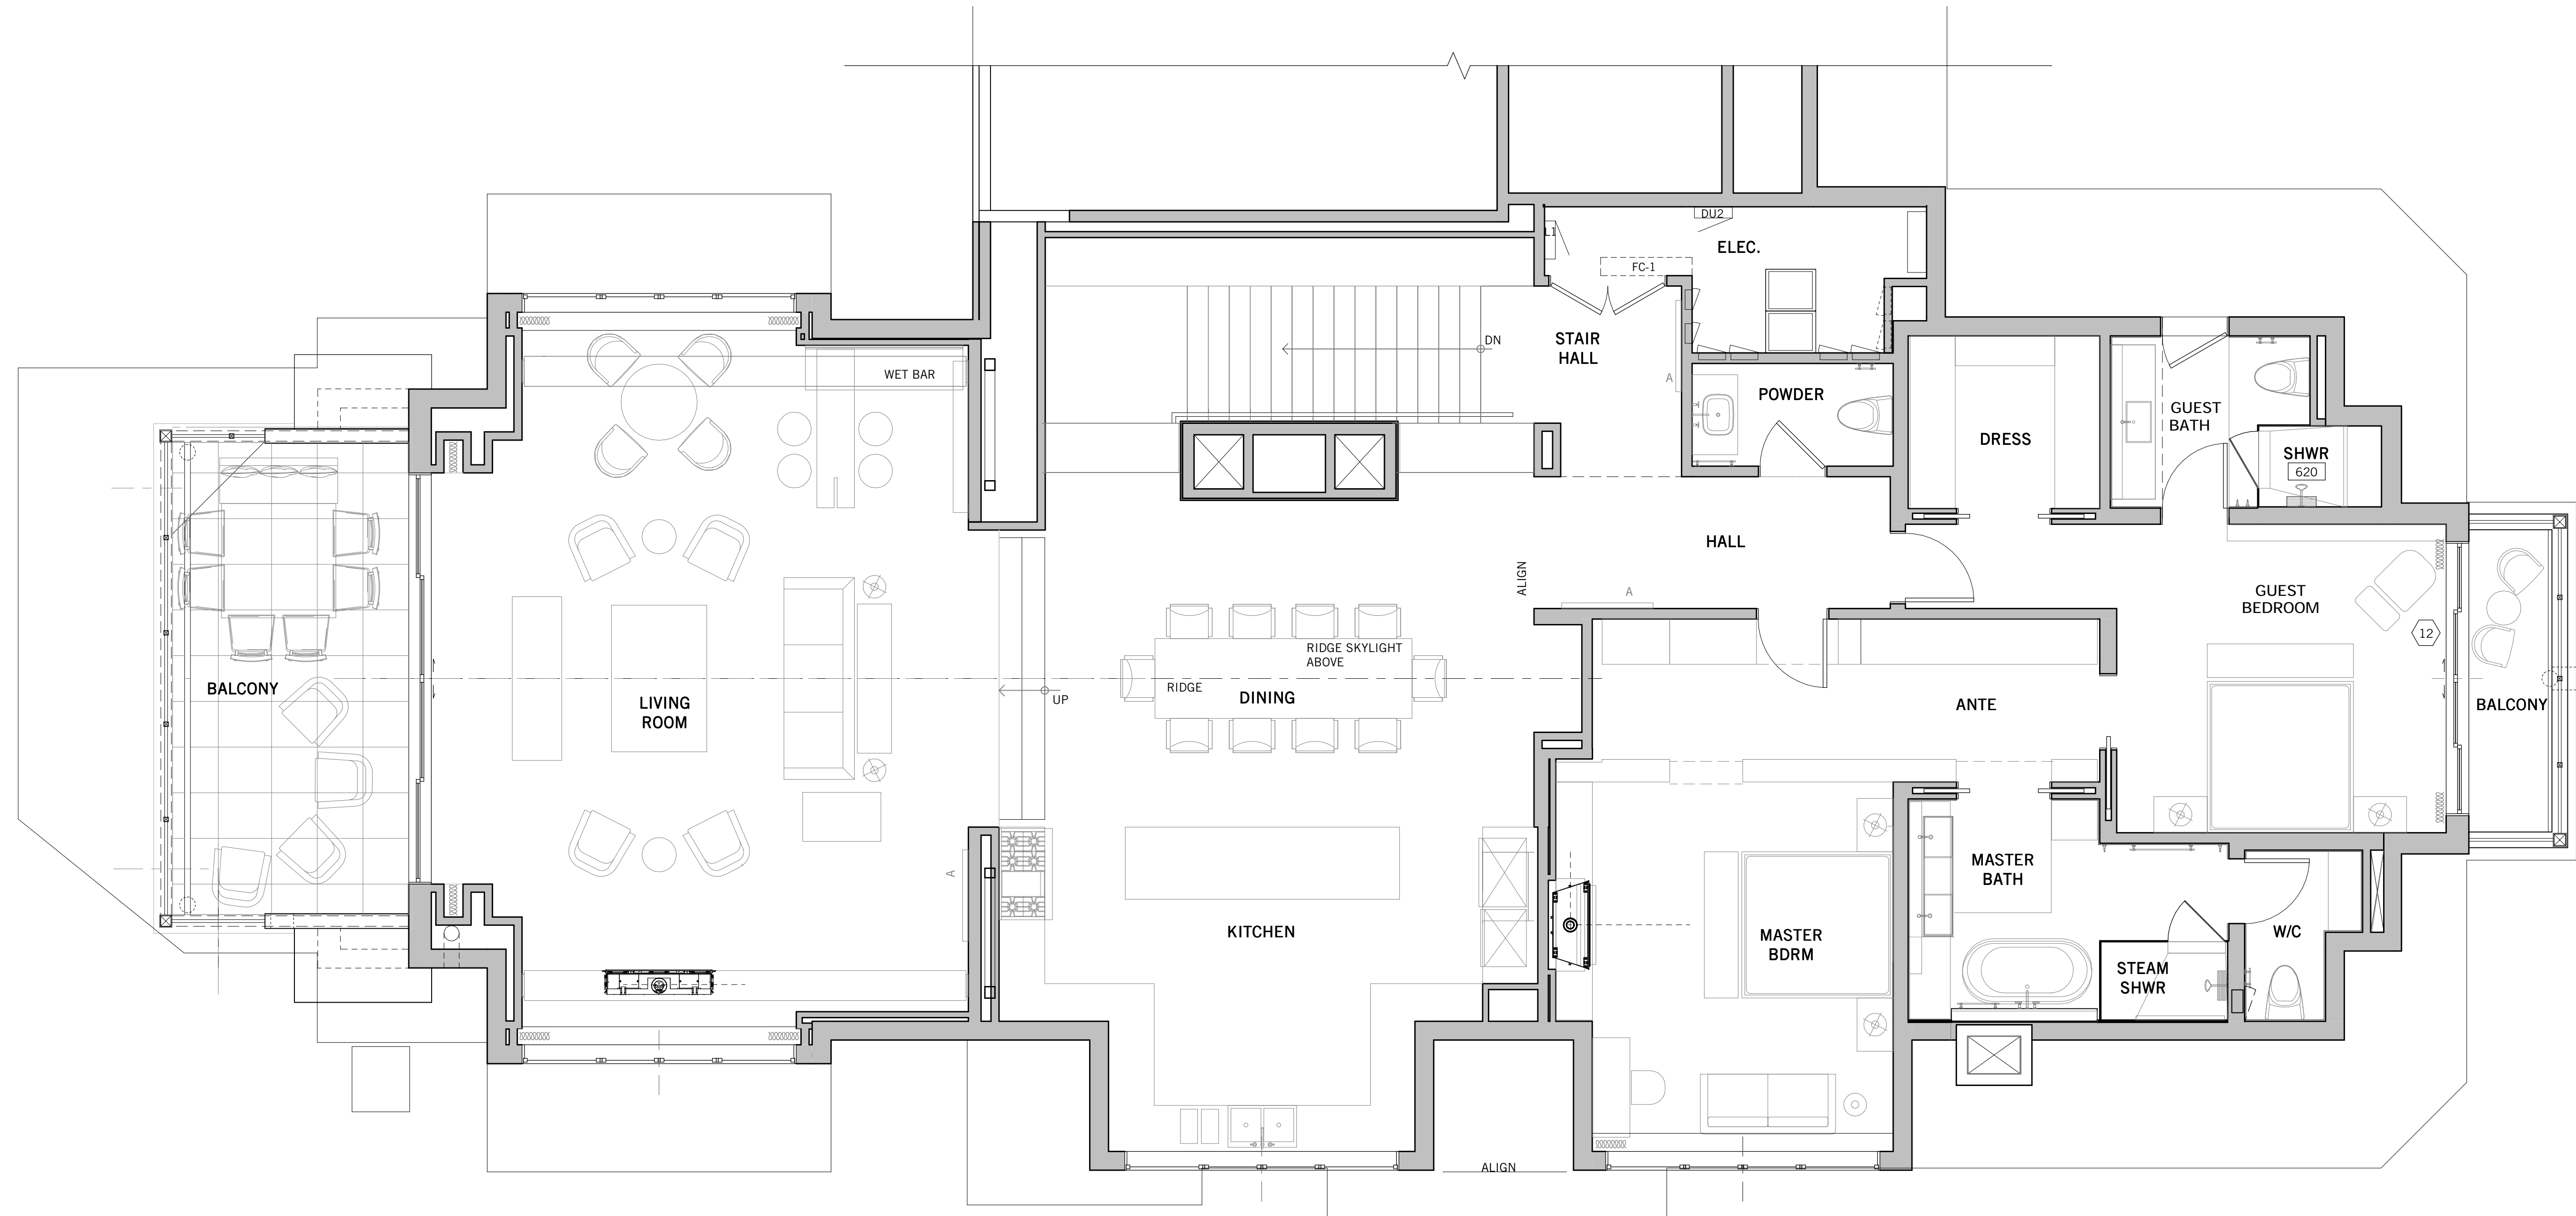 DU2
L1
ELEC.
FC-1
DN
STAIR
HALL
A
WET BAR
POWDER
GUEST
BATH
DRESS
SHWR
620
HALL
ALIGN
A
GUEST
BEDROOM
12
RIDGE SKYLIGHT
ABOVE
RIDGE
DINING
UP
BALCONY
LIVING
ROOM
ANTE
BALCONY
A
MASTER
BATH
KITCHEN
MASTER
BDRM
W/C
STEAM
SHWR
ALIGN